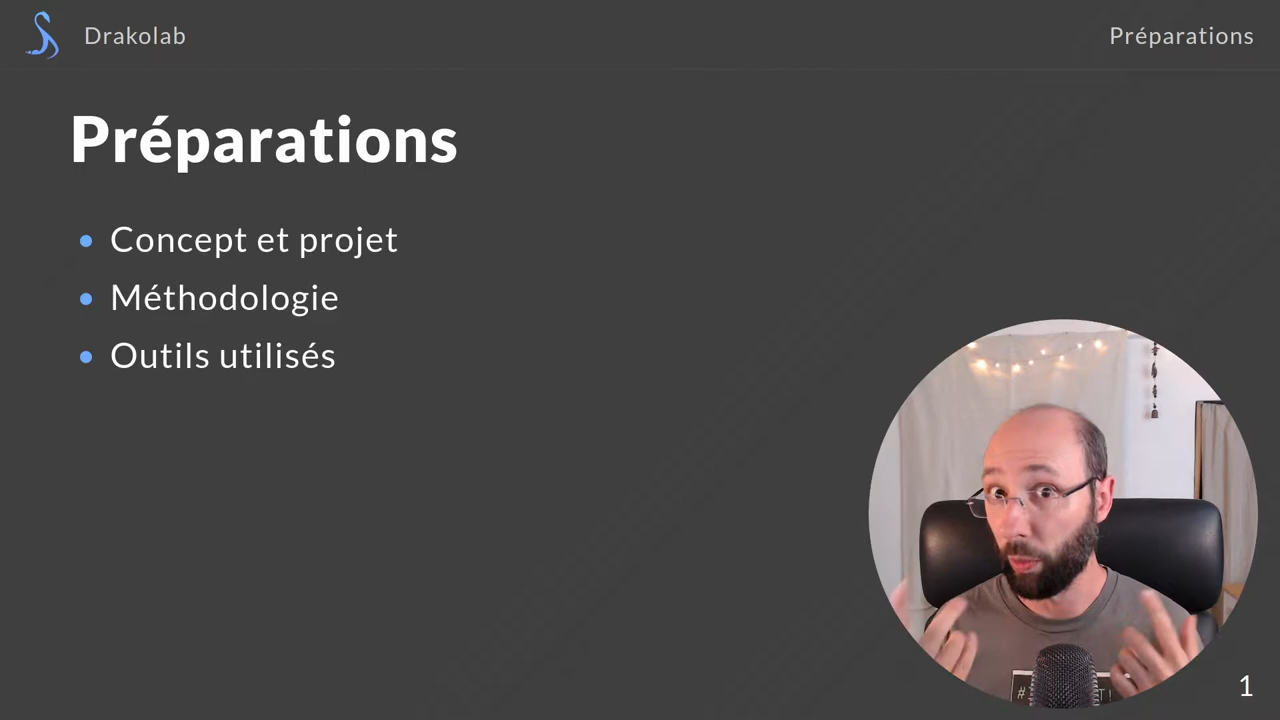 Drakolab
Préparations
Préparations
Concept et projet
Méthodologie
Outils utilisés
1